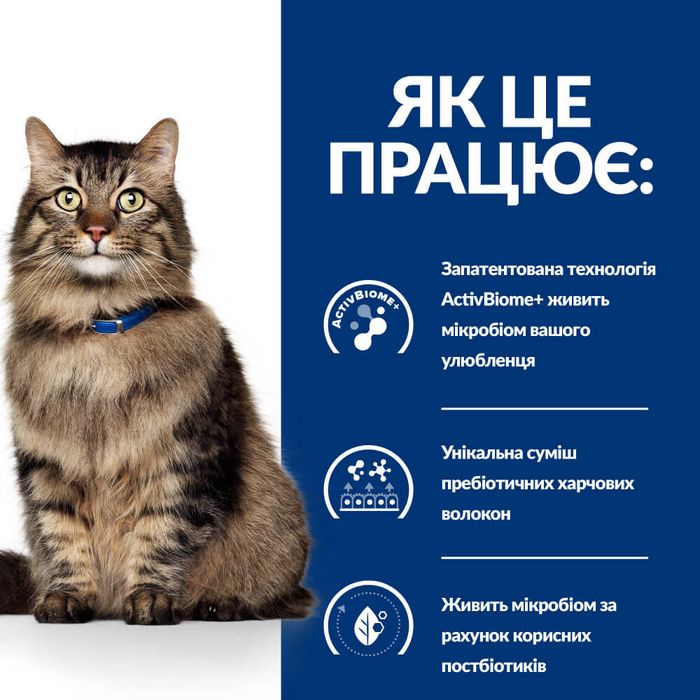 ЯК ЦЕ
ПРАЦЮЄ:
ACTIVBIOME+
Запатентована технологія
ActivBiome+ живить
мікробіом вашого
улюбленця
Унікальна суміш
пребіотичних харчових
волокон
Живить мікробіом за
рахунок корисних
постбіотиків